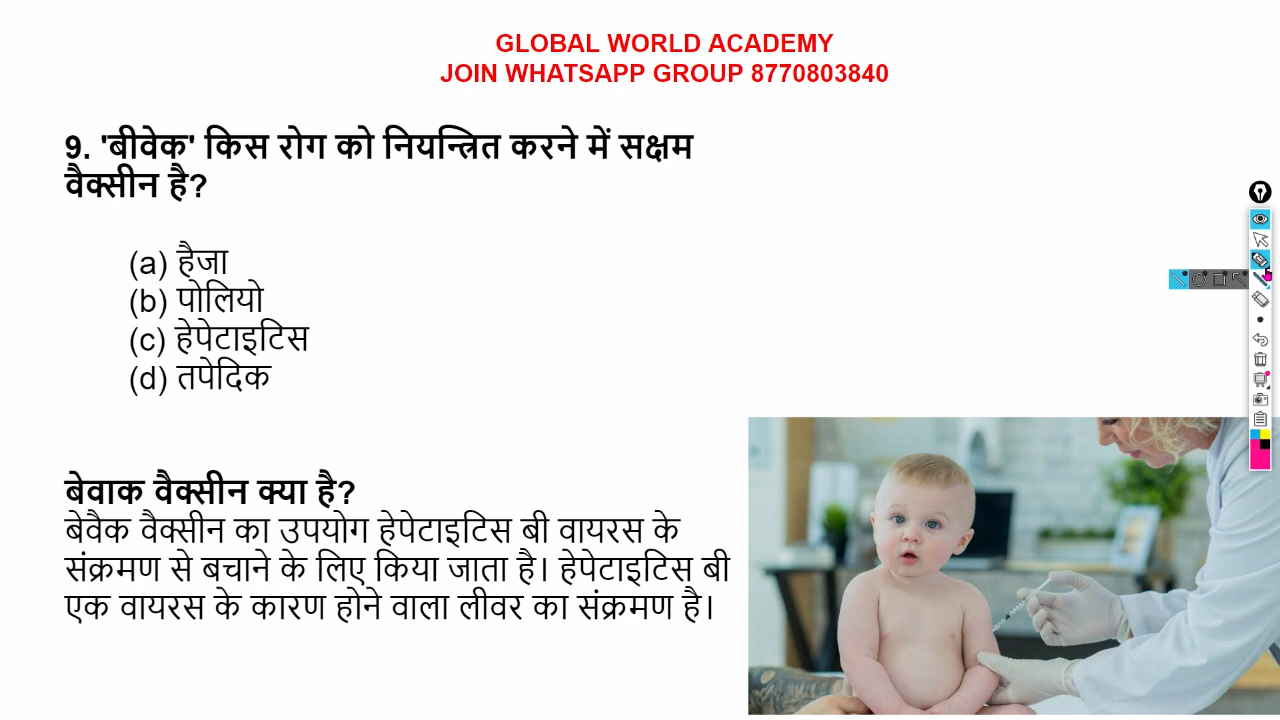 GLOBAL WORLD ACADEMY
JOIN WHATSAPP GROUP 8770803840
9. 'बीवेक' किस रोग को नियन्त्रित करने में सक्षम
वैक्सीन है?
(a) हैजा
(b) पोलियो
(c) हेपेटाइटिस
(d) तपेदिक
बेवाक वैक्सीन क्या है?
बेवैक वैक्सीन का उपयोग हेपेटाइटिस बी वायरस के
संक्रमण से बचाने के लिए किया जाता है। हेपेटाइटिस बी
एक वायरस के कारण होने वाला लीवर का संक्रमण है।